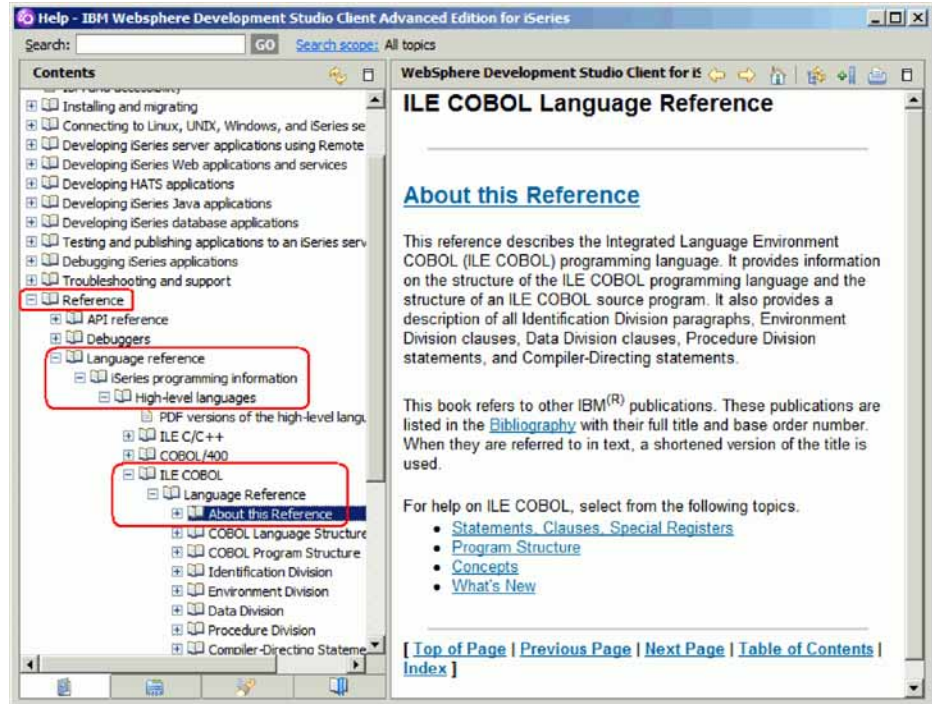 Help - IBM Websphere Development Studio Client Advanced Edition for iSeries
Search: GO Search scope: All topics
Contents
Installing and migrating
Connecting to Linux, UNIX, Windows, and iSeries se
Developing iSeries server applications using Remote
Developing iSeries Web applications and services
Developing HATS applications
Developing iSeries Java applications
Developing iSeries database applications
Testing and publishing applications to an iSeries serv
Debugging iSeries applications
Troubleshooting and support
Reference
API reference
Debuggers
Language reference
iSeries programming information
High-level languages
PDF versions of the high-level langu
ILE C/C++
COBOL/400
ILE COBOL
Language Reference
About this Reference
COBOL Language Structure
COBOL Program Structure
Identification Division
Environment Division
Data Division
Procedure Division
Compiler-Directing Stateme
WebSphere Development Studio Client for iS
ILE COBOL Language Reference
About this Reference
This reference describes the Integrated Language Environment
COBOL (ILE COBOL) programming language. It provides information
on the structure of the ILE COBOL programming language and the
structure of an ILE COBOL source program. It also provides a
description of all Identification Division paragraphs, Environment
Division clauses, Data Division clauses, Procedure Division
statements, and Compiler-Directing statements.
This book refers to other IBM(R) publications. These publications are
listed in the Bibliography with their full title and base order number.
When they are referred to in text, a shortened version of the title is
used.
For help on ILE COBOL, select from the following topics.
• Statements, Clauses, Special Registers
• Program Structure
• Concepts
• What's New
[ Top of Page | Previous Page | Next Page | Table of Contents |
Index ]